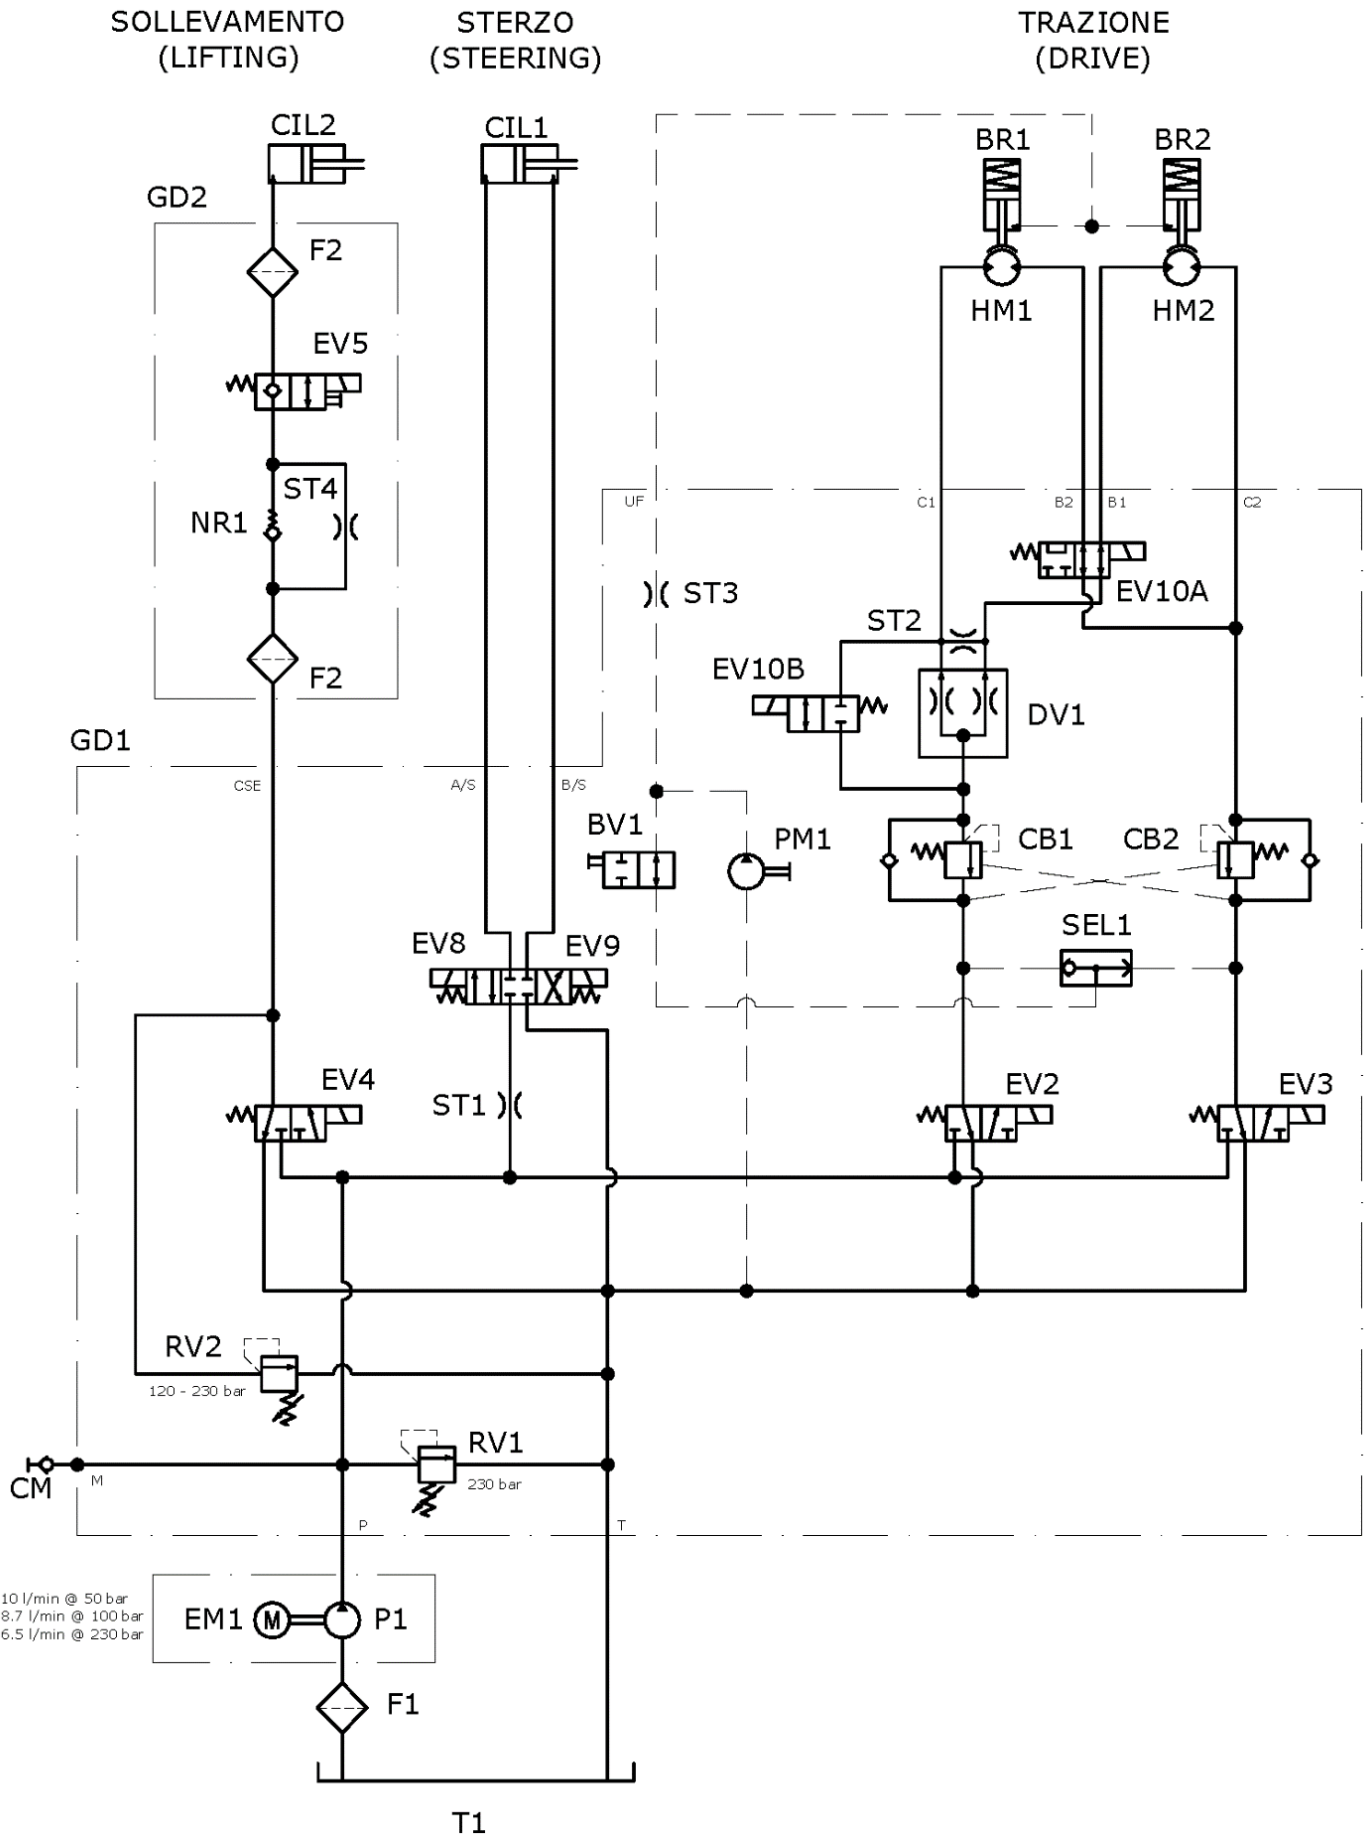 SOLLEVAMENTO
(LIFTING)
STERZO
(STEERING)
TRAZIONE
(DRIVE)
CIL2
CIL1
BR1
BR2
GD2
F2
HM1
HM2
EV5
ST4
NR1
UF
C1
B2
B1
C2
EV10A
ST3
ST2
F2
EV10B
DV1
GD1
CSE
A/S
B/S
BV1
PM1
CB1
CB2
SEL1
EV8
EV9
EV4
ST1
EV2
EV3
RV2
120 - 230 bar
RV1
230 bar
CM
M
P
T
10 l/min @ 50 bar
8.7 l/min @ 100 bar
6.5 l/min @ 230 bar
EM1
M
P1
F1
T1